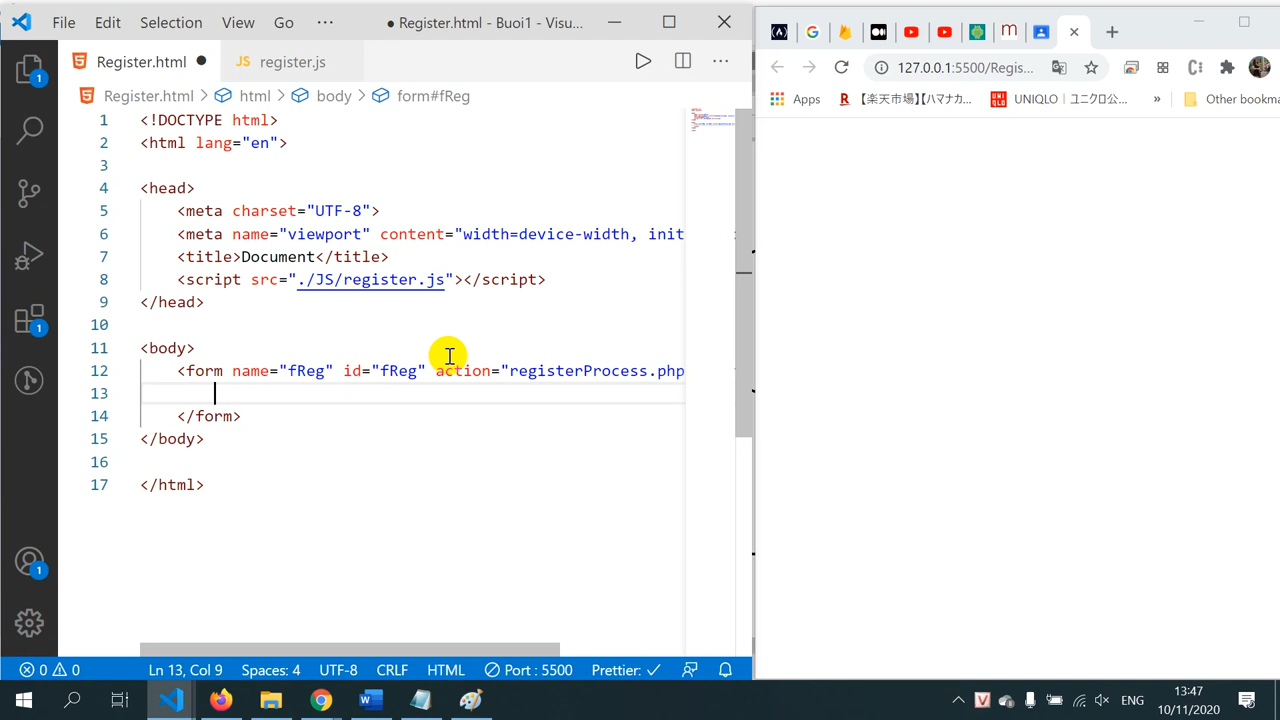 File Edit Selection View Go ··· ● Register.html - Buoi1 - Visu...
Register.html ● JS register.js
Register.html > html > body > form#fReg
1 <!DOCTYPE html>
2 <html lang="en">
3
4 <head>
5 <meta charset="UTF-8">
6 <meta name="viewport" content="width=device-width, init
7 <title>Document</title>
8 <script src="./JS/register.js"></script>
9 </head>
10
11 <body>
12 <form name="fReg" id="fReg" action="registerProcess.php
13
14 </form>
15 </body>
16
17 </html>
1
1
1
0 0 Ln 13, Col 9 Spaces: 4 UTF-8 CRLF HTML Port : 5500 Prettier: ✓
127.0.0.1:5500/Regis...
Apps 【楽天市場】【ハマナカ... UNIQLO | ユニクロ公... » Other bookma
ENG 13:47
10/11/2020